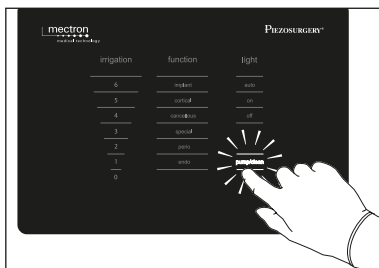 mectron
medical technology
PIEZOSURGERY®
irrigation function light
6 implant auto
5 cortical on
4 cancellous off
3 special
2 perio
1 endo pump/clean
0